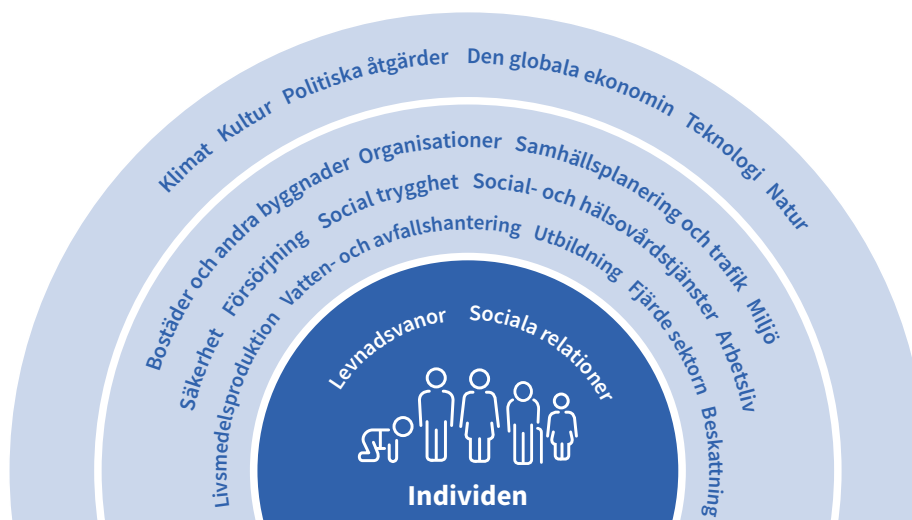 Klimat Kultur Politiska åtgärder Den globala ekonomin Teknologi Natur
Bostäder och andra byggnader Organisationer Samhällsplanering och trafik Miljö
Säkerhet Försörjning Social trygghet Social- och hälsovårdstjänster Arbetsliv
Livsmedelsproduktion Vatten- och avfallshantering Utbildning Fjärde sektorn Beskattning
Levnadsvanor Sociala relationer
Individen